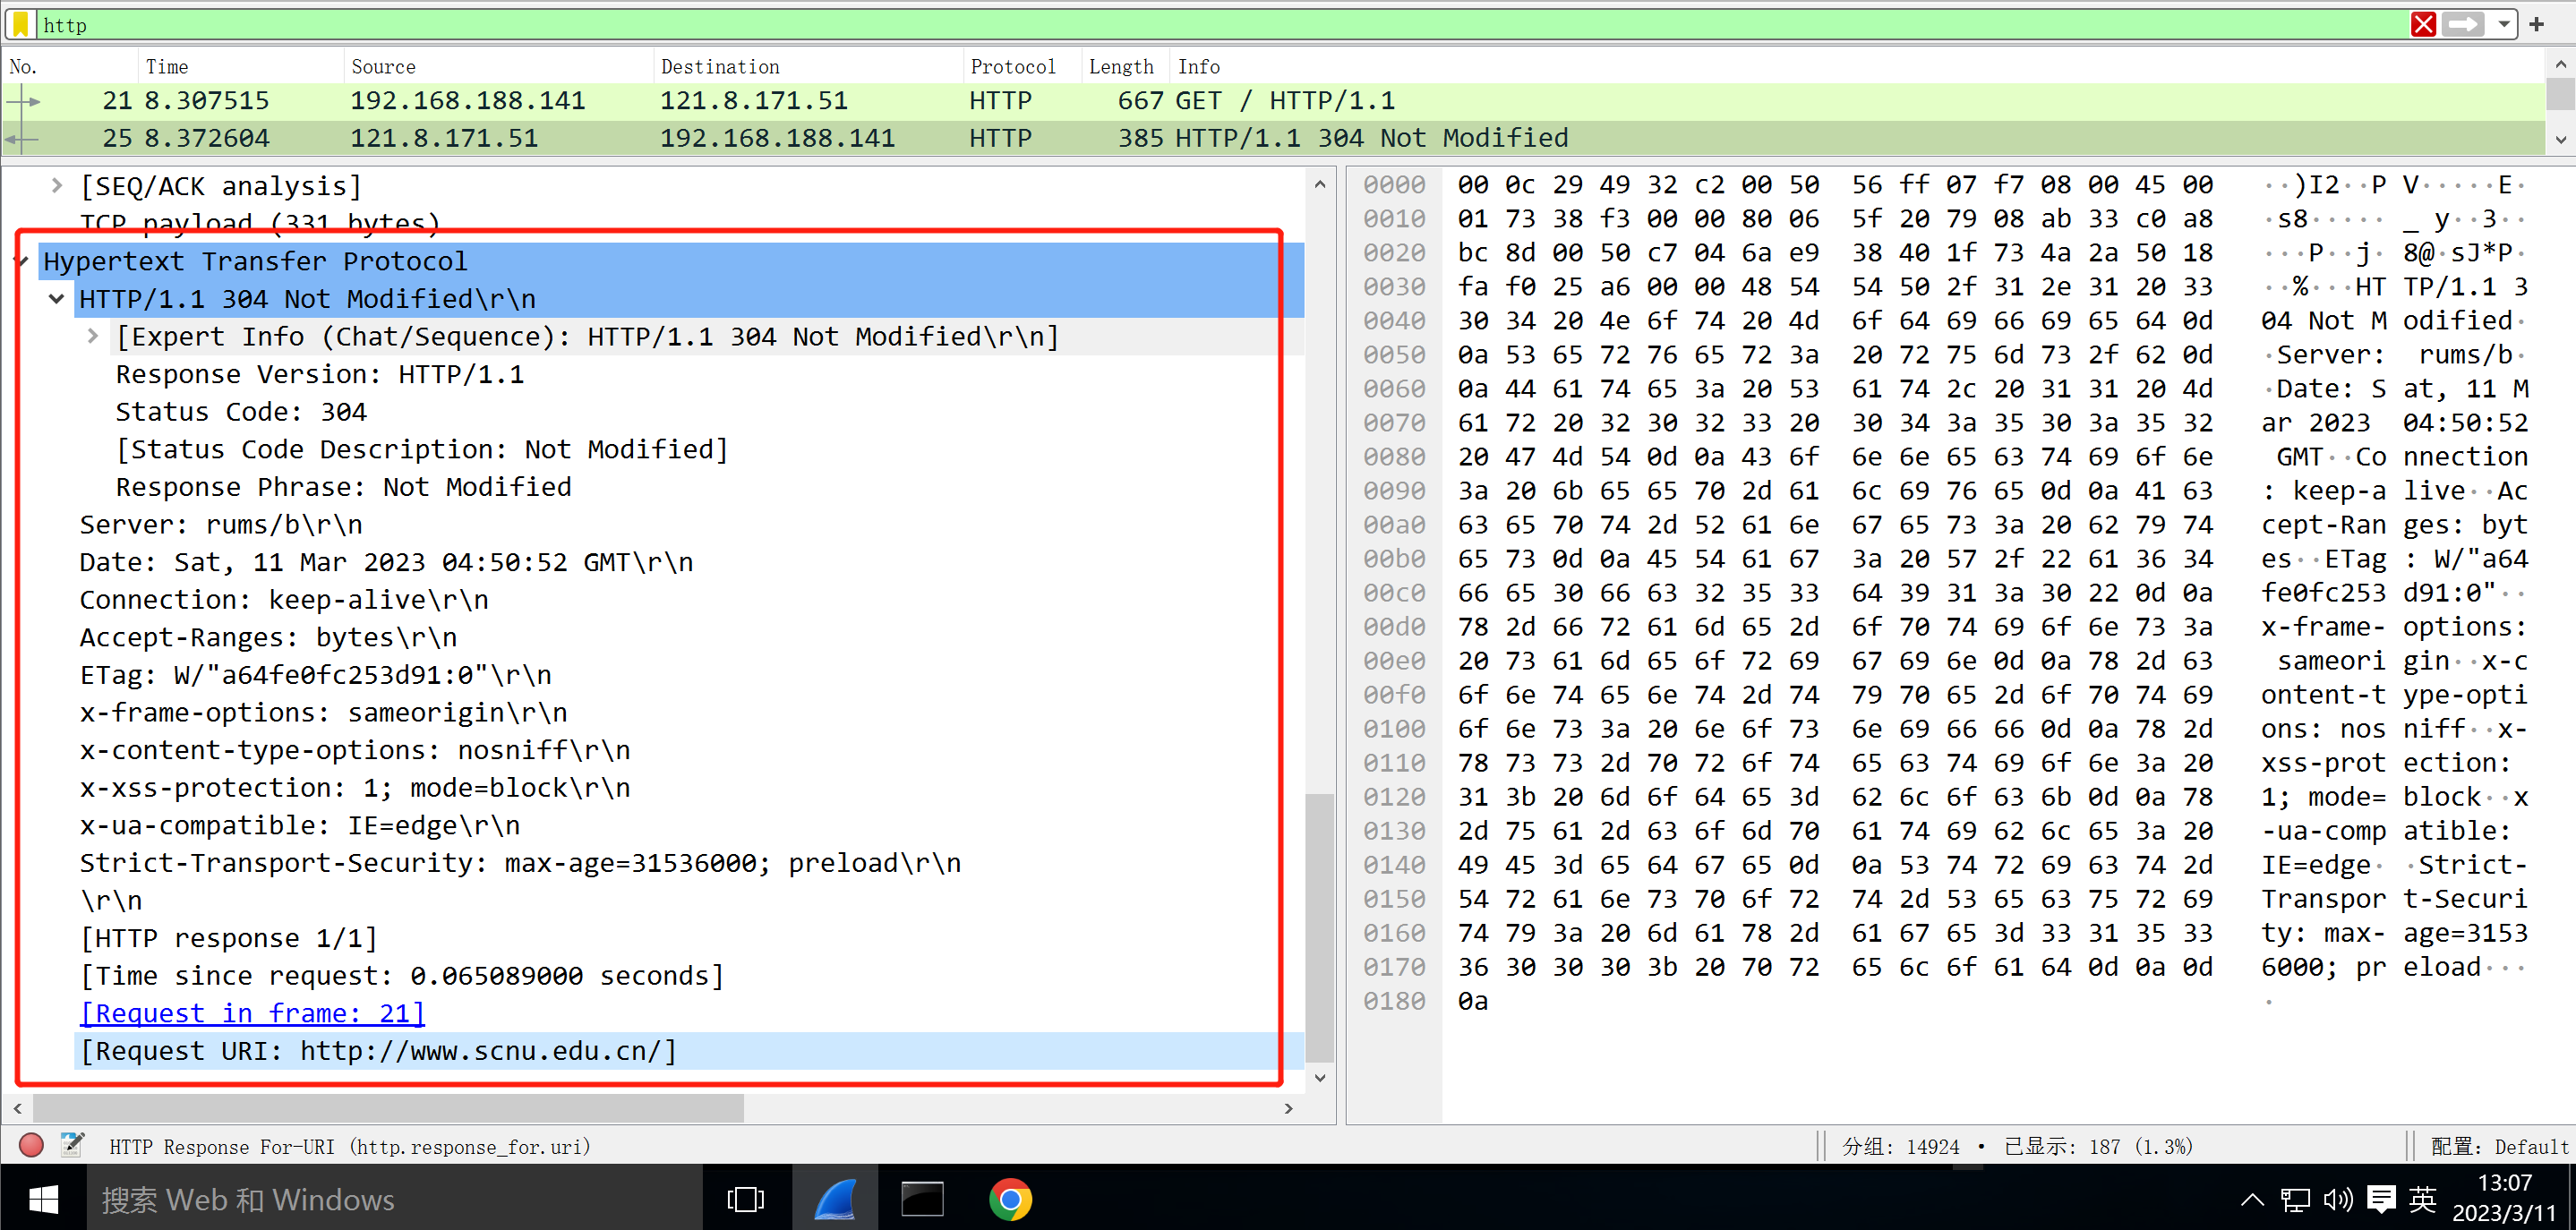 http
No. Time Source Destination Protocol Length Info
21 8.307515 192.168.188.141 121.8.171.51 HTTP 667 GET / HTTP/1.1
25 8.372604 121.8.171.51 192.168.188.141 HTTP 385 HTTP/1.1 304 Not Modified
[SEQ/ACK analysis]
TCP payload (331 bytes)
Hypertext Transfer Protocol
HTTP/1.1 304 Not Modified\r\n
[Expert Info (Chat/Sequence): HTTP/1.1 304 Not Modified\r\n]
Response Version: HTTP/1.1
Status Code: 304
[Status Code Description: Not Modified]
Response Phrase: Not Modified
Server: rums/b\r\n
Date: Sat, 11 Mar 2023 04:50:52 GMT\r\n
Connection: keep-alive\r\n
Accept-Ranges: bytes\r\n
ETag: W/"a64fe0fc253d91:0"\r\n
x-frame-options: sameorigin\r\n
x-content-type-options: nosniff\r\n
x-xss-protection: 1; mode=block\r\n
x-ua-compatible: IE=edge\r\n
Strict-Transport-Security: max-age=31536000; preload\r\n
\r\n
[HTTP response 1/1]
[Time since request: 0.065089000 seconds]
[Request in frame: 21]
[Request URI: http://www.scnu.edu.cn/]
0000 00 0c 29 49 32 c2 00 50 56 ff 07 f7 08 00 45 00 ··)I2··P V·····E·
0010 01 73 38 f3 00 00 80 06 5f 20 79 08 ab 33 c0 a8 ·s8····· _ y··3··
0020 bc 8d 00 50 c7 04 6a e9 38 40 1f 73 4a 2a 50 18 ···P··j· 8@·sJ*P·
0030 fa f0 25 a6 00 00 48 54 54 50 2f 31 2e 31 20 33 ··%···HT TP/1.1 3
0040 30 34 20 4e 6f 74 20 4d 6f 64 69 66 69 65 64 0d 04 Not M odified·
0050 0a 53 65 72 76 65 72 3a 20 72 75 6d 73 2f 62 0d ·Server: rums/b·
0060 0a 44 61 74 65 3a 20 53 61 74 2c 20 31 31 20 4d ·Date: S at, 11 M
0070 61 72 20 32 30 32 33 20 30 34 3a 35 30 3a 35 32 ar 2023 04:50:52
0080 20 47 4d 54 0d 0a 43 6f 6e 6e 65 63 74 69 6f 6e GMT··Co nnection
0090 3a 20 6b 65 65 70 2d 61 6c 69 76 65 0d 0a 41 63 : keep-a live··Ac
00a0 63 65 70 74 2d 52 61 6e 67 65 73 3a 20 62 79 74 cept-Ran ges: byt
00b0 65 73 0d 0a 45 54 61 67 3a 20 57 2f 22 61 36 34 es··ETag : W/"a64
00c0 66 65 30 66 63 32 35 33 64 39 31 3a 30 22 0d 0a fe0fc253 d91:0"··
00d0 78 2d 66 72 61 6d 65 2d 6f 70 74 69 6f 6e 73 3a x-frame- options:
00e0 20 73 61 6d 65 6f 72 69 67 69 6e 0d 0a 78 2d 63 sameori gin··x-c
00f0 6f 6e 74 65 6e 74 2d 74 79 70 65 2d 6f 70 74 69 ontent-t ype-opti
0100 6f 6e 73 3a 20 6e 6f 73 6e 69 66 66 0d 0a 78 2d ons: nos niff··x-
0110 78 73 73 2d 70 72 6f 74 65 63 74 69 6f 6e 3a 20 xss-prot ection:
0120 31 3b 20 6d 6f 64 65 3d 62 6c 6f 63 6b 0d 0a 78 1; mode= block··x
0130 2d 75 61 2d 63 6f 6d 70 61 74 69 62 6c 65 3a 20 -ua-comp atible:
0140 49 45 3d 65 64 67 65 0d 0a 53 74 72 69 63 74 2d IE=edge· ·Strict-
0150 54 72 61 6e 73 70 6f 72 74 2d 53 65 63 75 72 69 Transpor t-Securi
0160 74 79 3a 20 6d 61 78 2d 61 67 65 3d 33 31 35 33 ty: max- age=3153
0170 36 30 30 30 3b 20 70 72 65 6c 6f 61 64 0d 0a 0d 6000; pr eload···
0180 0a ·
HTTP Response For-URI (http.response_for.uri) 分组: 14924 · 已显示: 187 (1.3%) 配置: Default
搜索 Web 和 Windows
英
13:07
2023/3/11